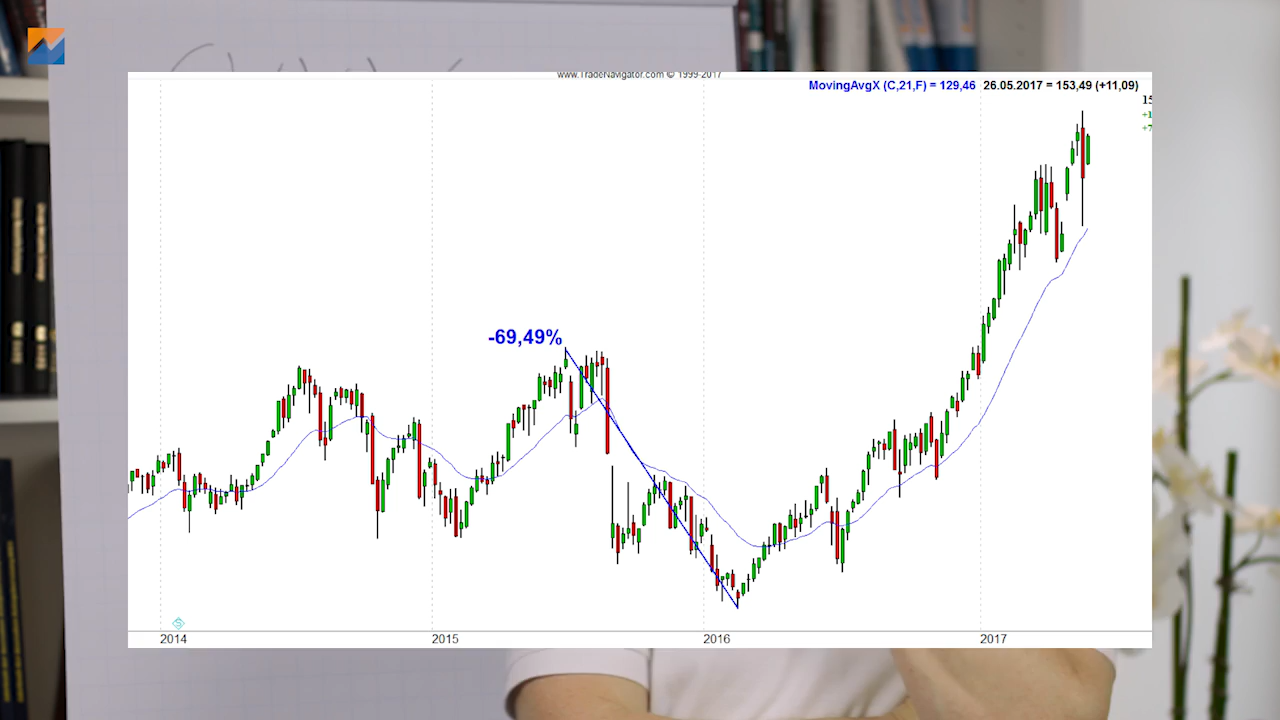 www.TradeNavigator.com © 1999-2017
MovingAvgX (C,21,F) = 129,46 26.05.2017 = 153,49 (+11,09)
-69,49%
S
2014 2015 2016 2017